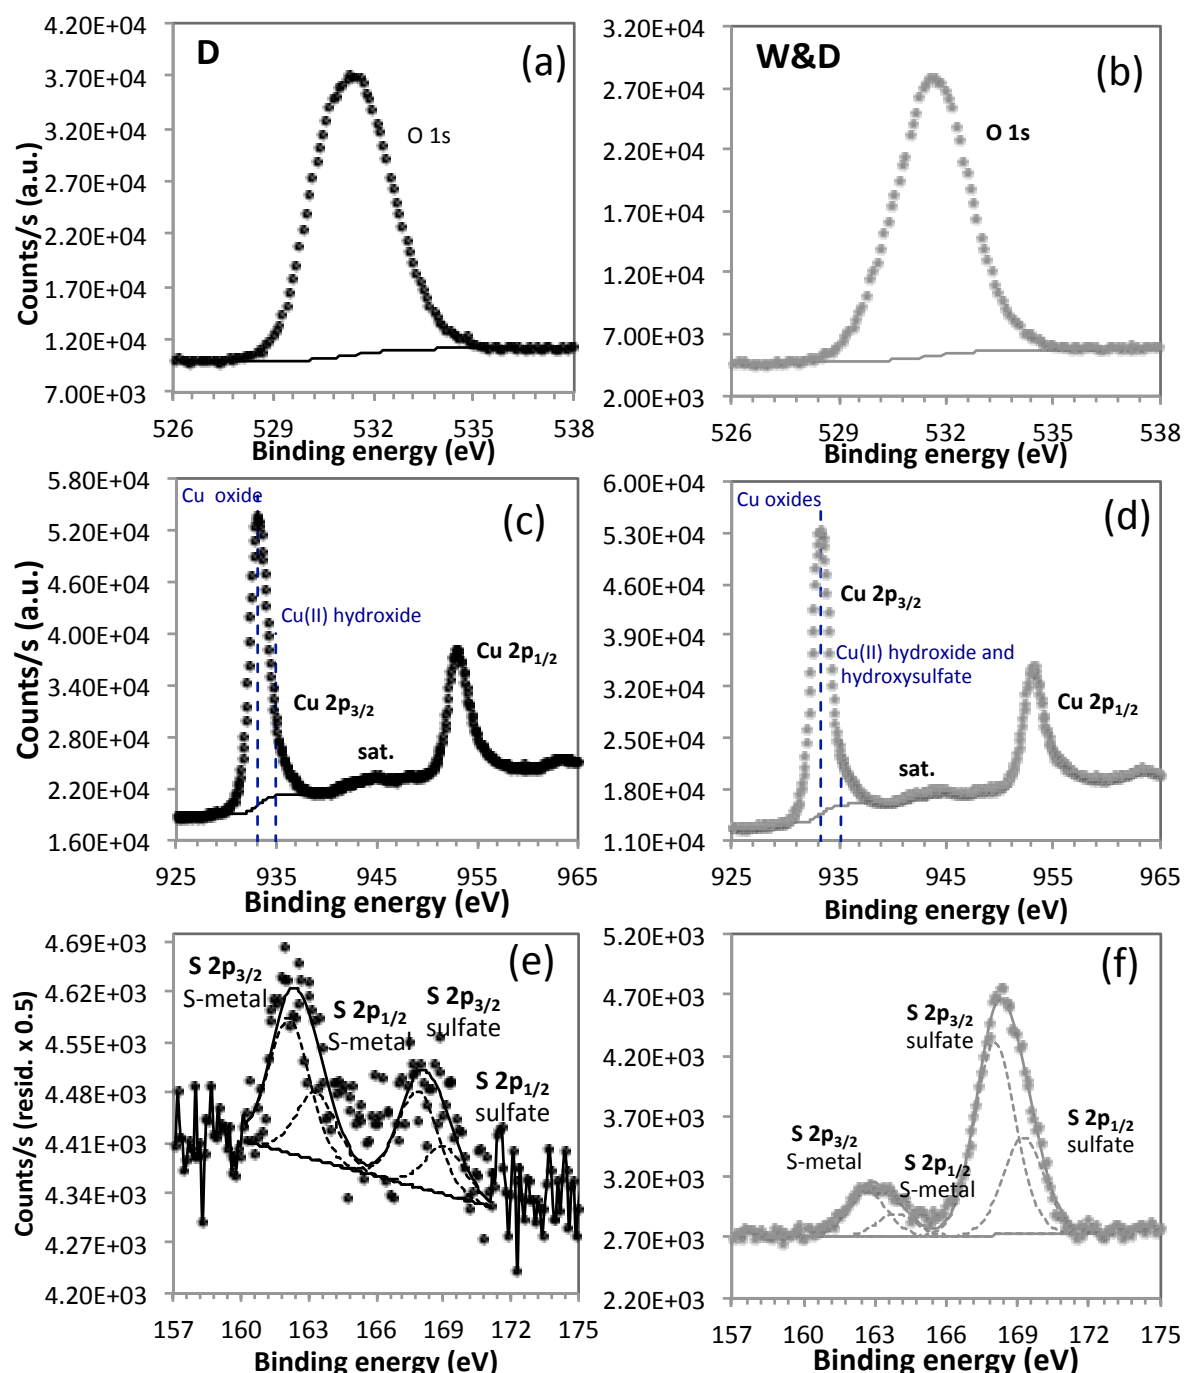 D
(a)
O 1s
Counts/s (a.u.)
4.20E+04
3.70E+04
3.20E+04
2.70E+04
2.20E+04
1.70E+04
1.20E+04
7.00E+03
526
529
532
535
538
Binding energy (eV)
W&D
(b)
O 1s
3.20E+04
2.70E+04
2.20E+04
1.70E+04
1.20E+04
7.00E+03
2.00E+03
526
529
532
535
538
Binding energy (eV)
Cu oxide
(c)
Cu(II) hydroxide
Cu 2p1/2
Cu 2p3/2
sat.
Counts/s (a.u.)
5.80E+04
5.20E+04
4.60E+04
4.00E+04
3.40E+04
2.80E+04
2.20E+04
1.60E+04
925
935
945
955
965
Binding energy (eV)
Cu oxides
(d)
Cu 2p3/2
Cu(II) hydroxide and
hydroxysulfate
Cu 2p1/2
sat.
6.00E+04
5.30E+04
4.60E+04
3.90E+04
3.20E+04
2.50E+04
1.80E+04
1.10E+04
925
935
945
955
965
Binding energy (eV)
(e)
S 2p3/2
S-metal
S 2p1/2
S-metal
S 2p3/2
sulfate
S 2p1/2
sulfate
Counts/s (resid. x 0.5)
4.69E+03
4.62E+03
4.55E+03
4.48E+03
4.41E+03
4.34E+03
4.27E+03
4.20E+03
157
160
163
166
169
172
175
Binding energy (eV)
(f)
S 2p3/2
sulfate
S 2p1/2
sulfate
S 2p3/2
S-metal
S 2p1/2
S-metal
5.20E+03
4.70E+03
4.20E+03
3.70E+03
3.20E+03
2.70E+03
2.20E+03
157
160
163
166
169
172
175
Binding energy (eV)